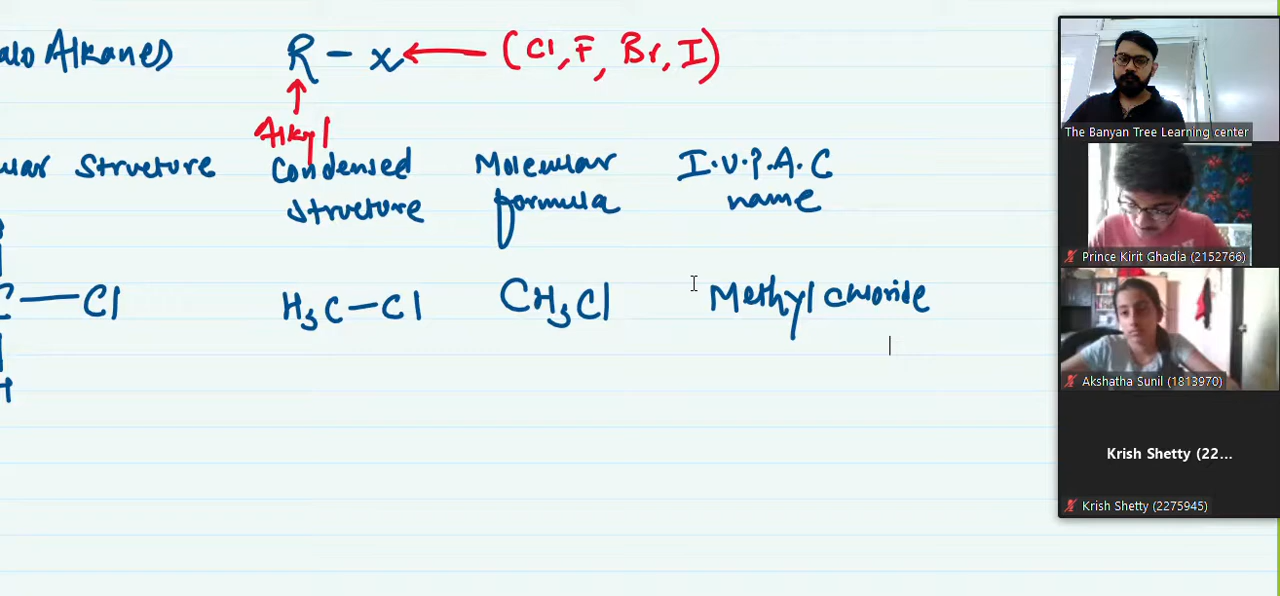 alo Alkanes R - x ← (Cl, F, Br, I)
Alkyl
ular Structure Condensed Structure Molecular formula I.U.P.A.C name
C — Cl H3C - Cl CH3Cl Methyl chloride
H
The Banyan Tree Learning center
Prince Kirit Ghadia (2152766)
Akshatha Sunil (1813970)
Krish Shetty (22...
Krish Shetty (2275945)